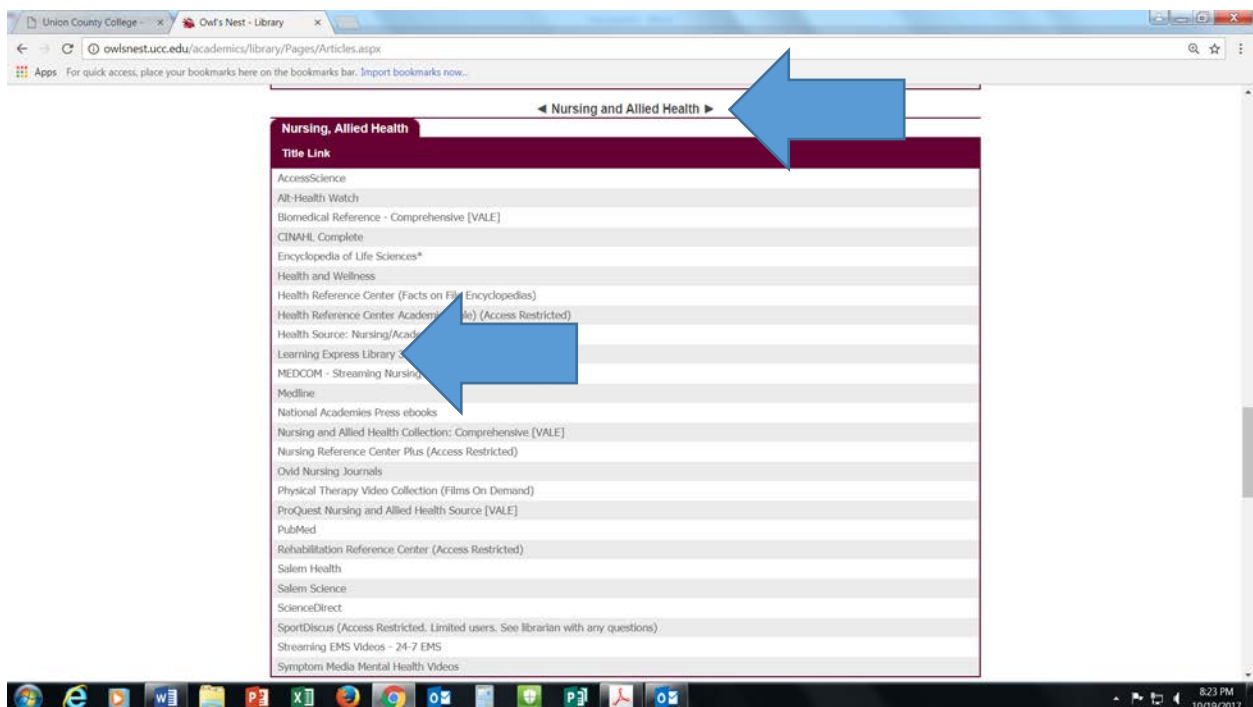 Union County College -
Owl's Nest - Library
owlsnest.ucc.edu/academics/library/Pages/Articles.aspx
Apps For quick access, place your bookmarks here on the bookmarks bar. Import bookmarks now...
◄ Nursing and Allied Health ►
Nursing, Allied Health
Title Link
AccessScience
Alt-Health Watch
Biomedical Reference - Comprehensive [VALE]
CINAHL Complete
Encyclopedia of Life Sciences*
Health and Wellness
Health Reference Center (Facts on File Encyclopedias)
Health Reference Center (Access Restricted)
Health Source:
Learning Express Library
MEDCOM - Streaming Nursing
Medline
National Academies Press ebooks
Nursing and Allied Health Collection: Comprehensive [VALE]
Nursing Reference Center Plus (Access Restricted)
Ovid Nursing Journals
Physical Therapy Video Collection (Films On Demand)
ProQuest Nursing and Allied Health Source [VALE]
PubMed
Rehabilitation Reference Center (Access Restricted)
Salem Health
Salem Science
ScienceDirect
SportDiscus (Access Restricted. Limited users. See librarian with any questions)
Streaming EMS Videos - 24-7 EMS
Symptom Media Mental Health Videos
8:23 PM
10/19/2017